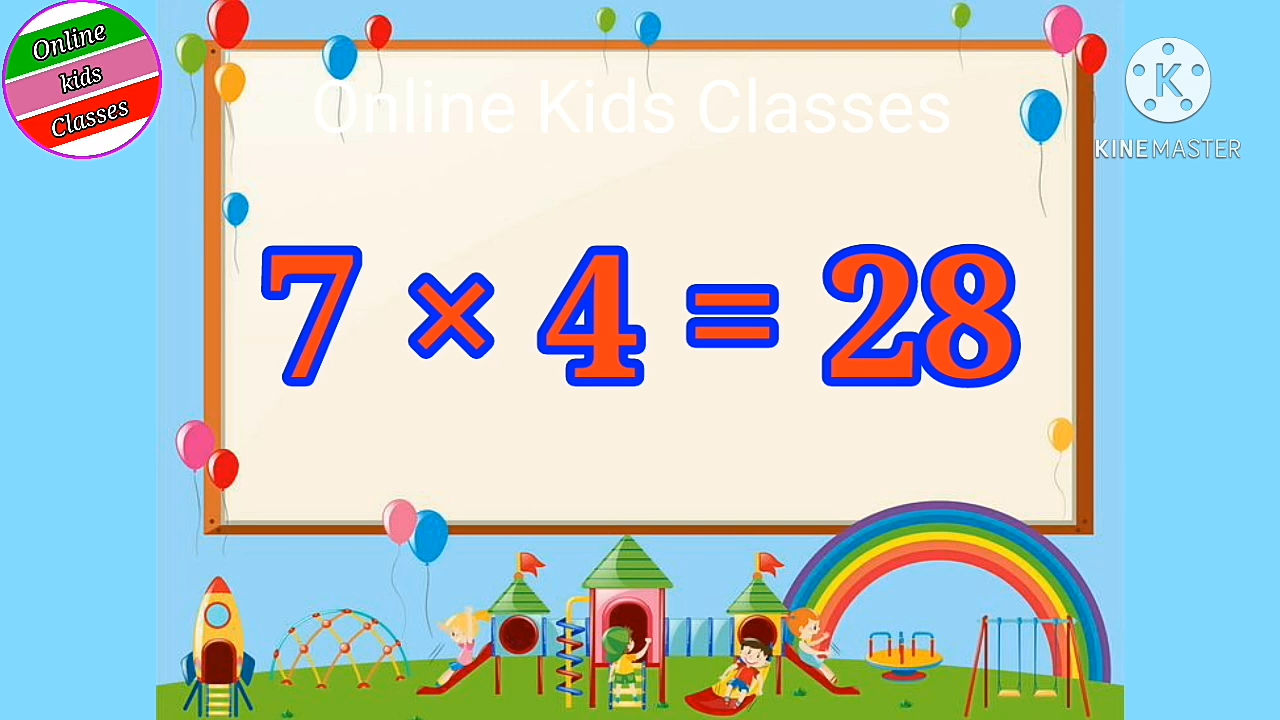 Online
kids
Classes
Online Kids Classes
K
KINEMASTER
7 × 4 = 28